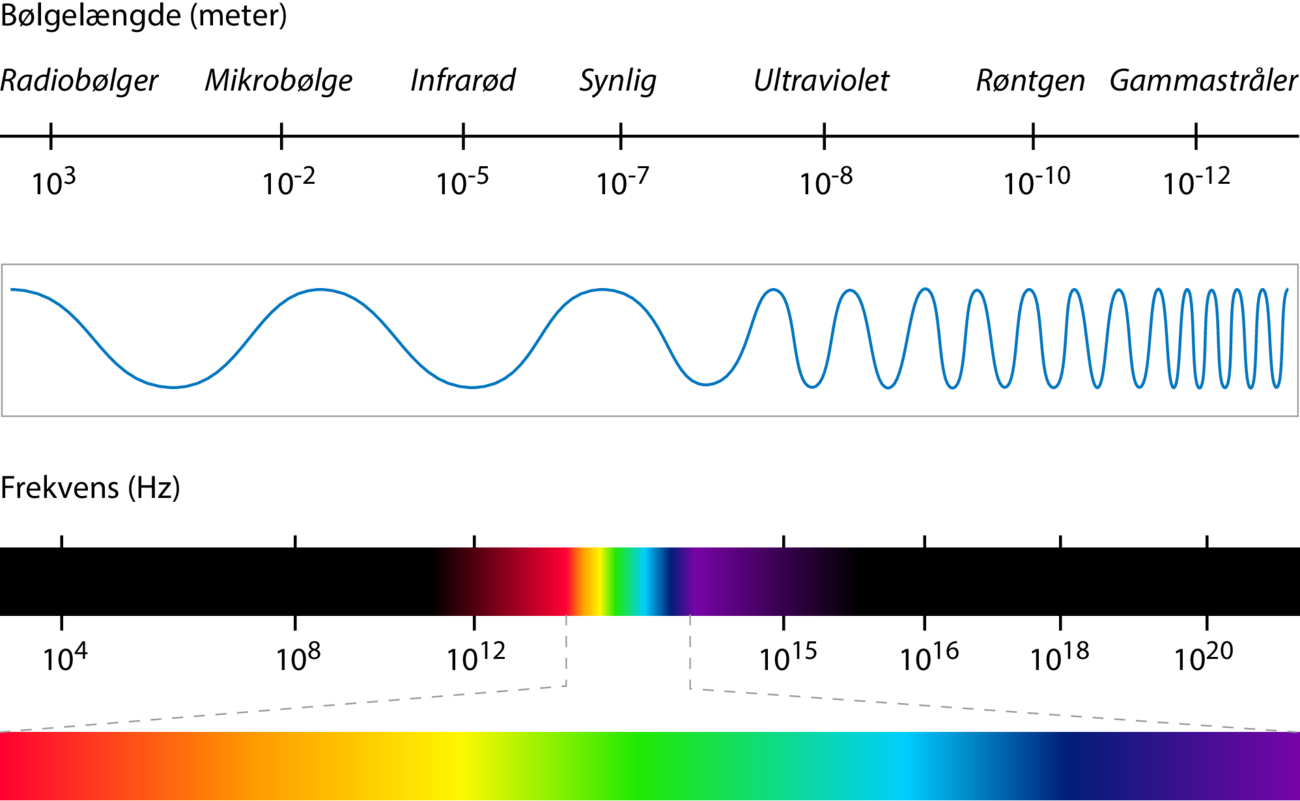 Bølgelængde (meter)
Radiobølger Mikrobølge Infrarød Synlig Ultraviolet Røntgen Gammastråler
10³ 10⁻² 10⁻⁵ 10⁻⁷ 10⁻⁸ 10⁻¹⁰ 10⁻¹²
Frekvens (Hz)
10⁴ 10⁸ 10¹² 10¹⁵ 10¹⁶ 10¹⁸ 10²⁰